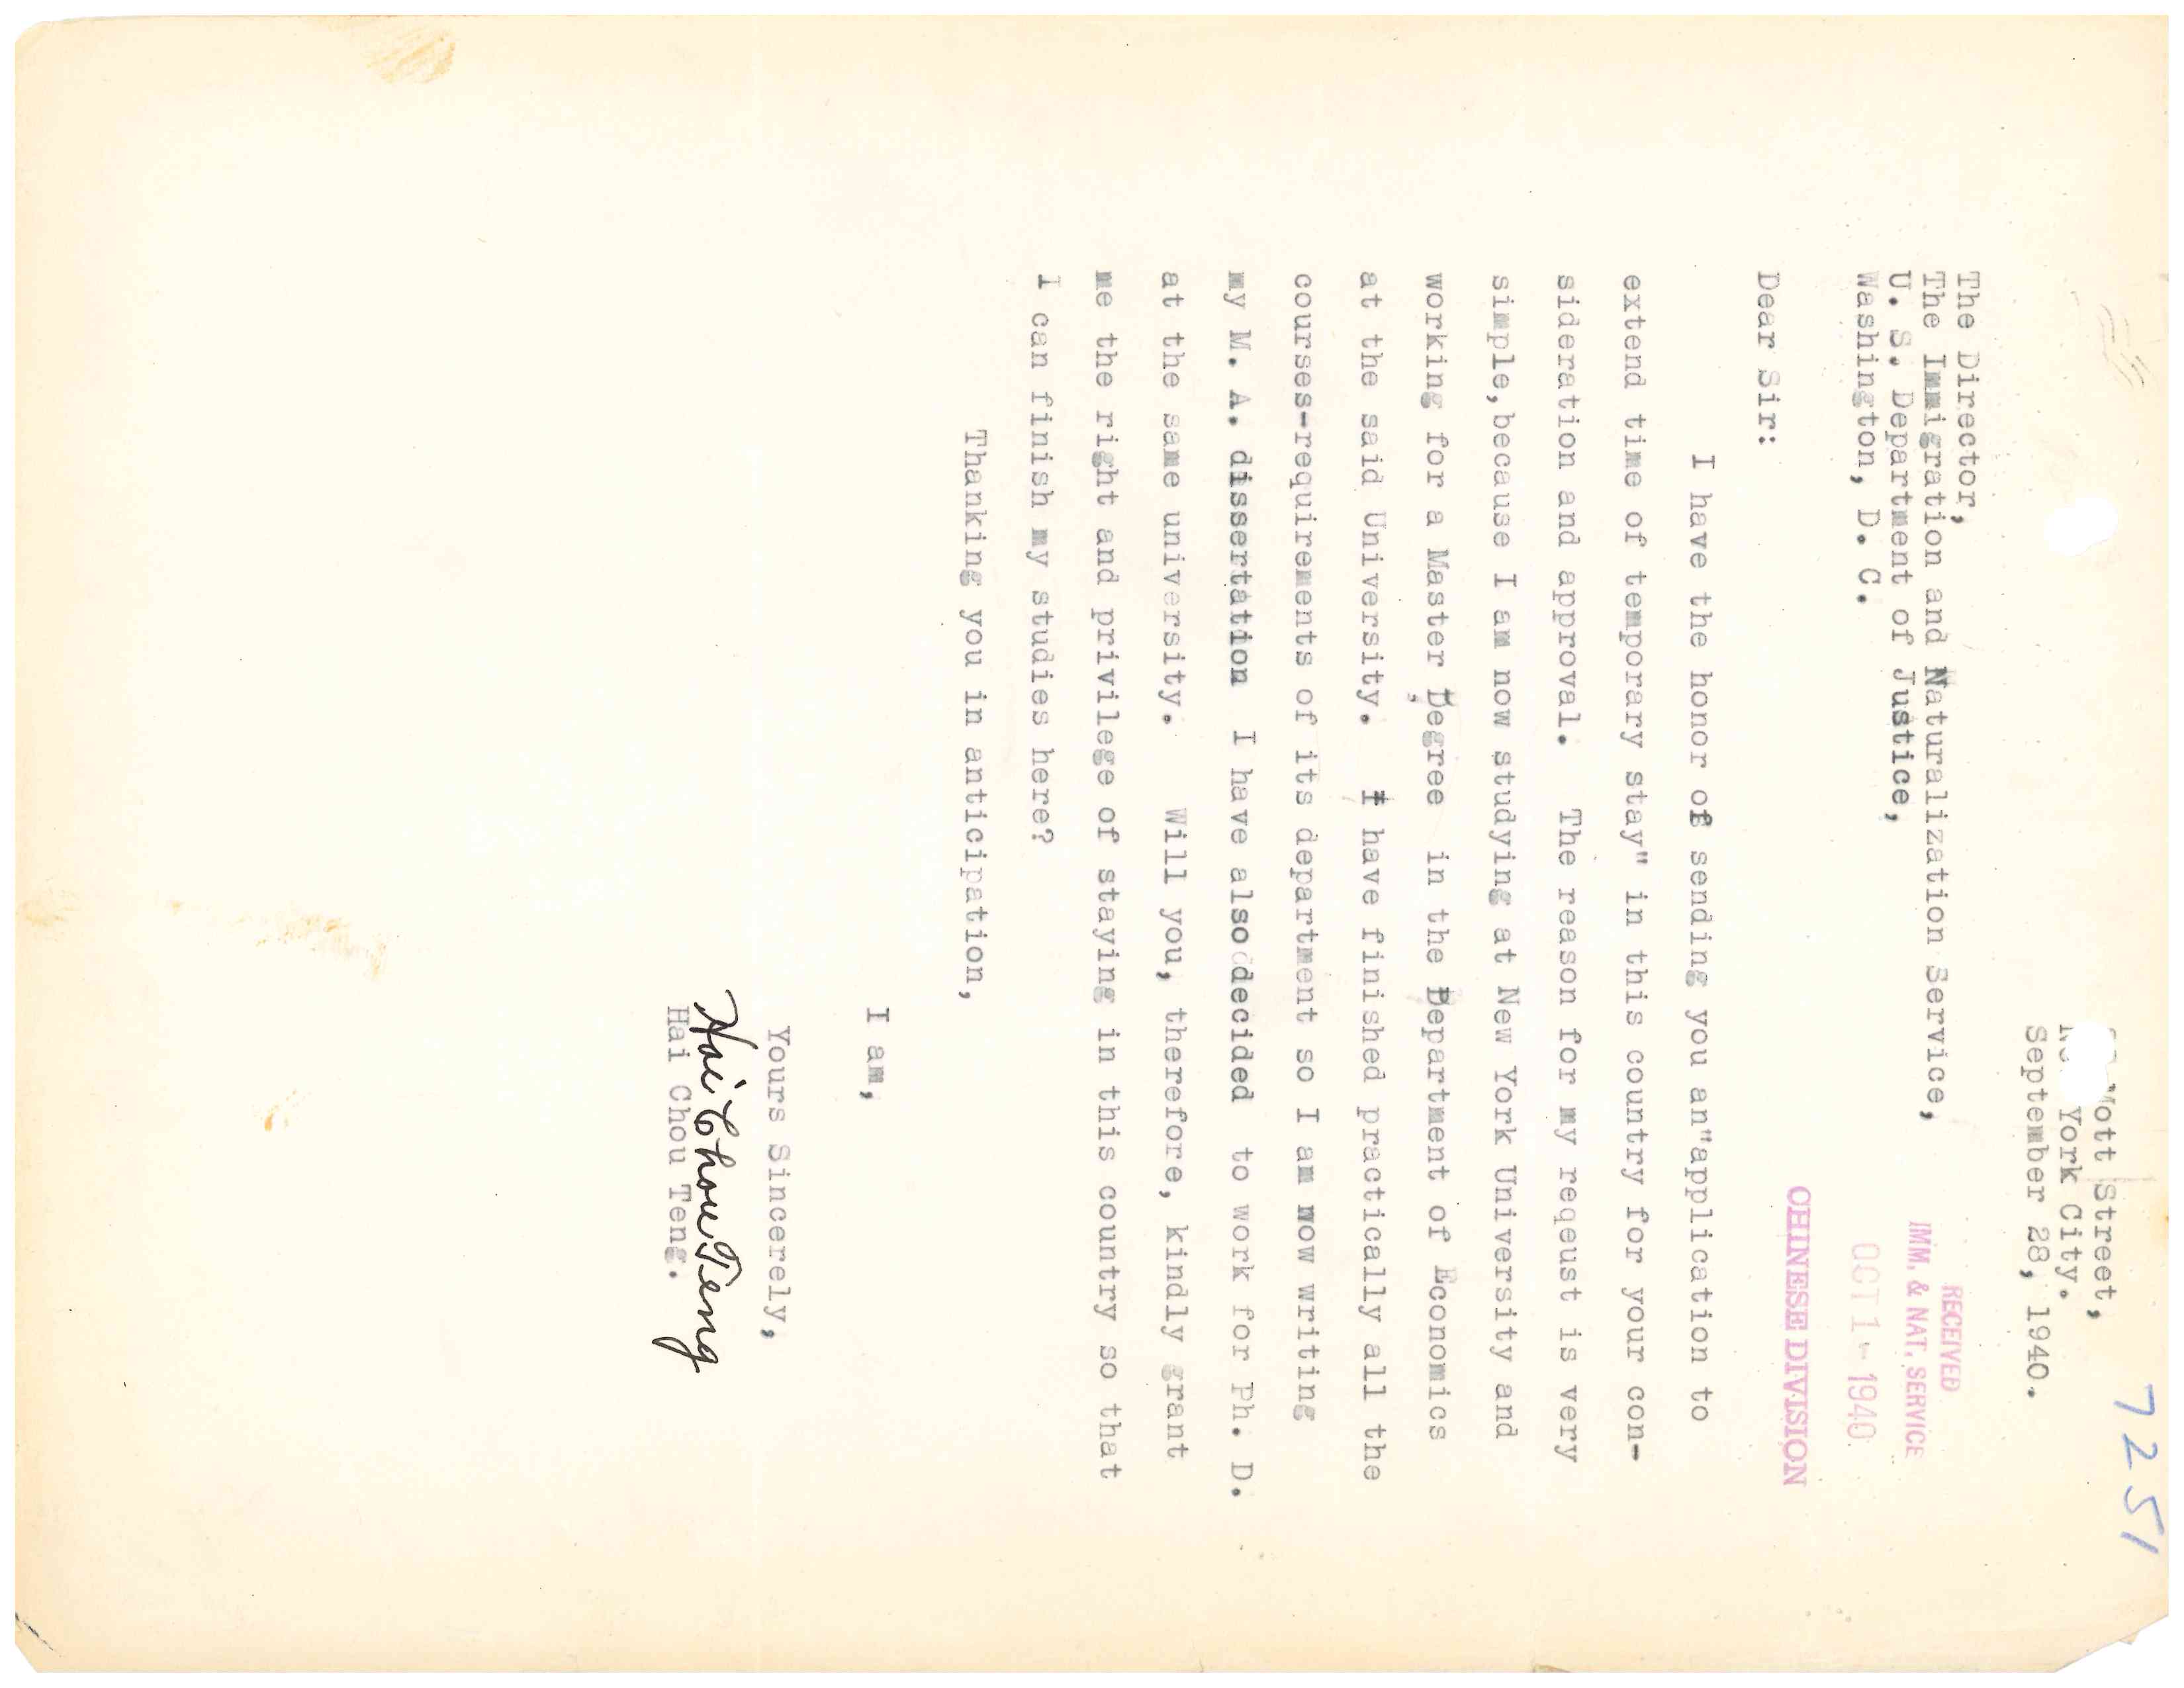 7251
Mott Street,
York City.
September 28, 1940.
The Director,
The Immigration and Naturalization Service,
U. S. Department of Justice,
Washington, D. C.
RECEIVED
IMM. & NAT. SERVICE
OCT 1 - 1940
CHINESE DIVISION
Dear Sir:
I have the honor of sending you an"application to
extend time of temporary stay" in this country for your con-
sideration and approval. The reason for my reqeust is very
simple,because I am now studying at New York University and
working for a Master Degree in the Department of Economics
at the said University. I have finished practically all the
courses-requirements of its department so I am now writing
my M. A. dissertation I have also decided to work for Ph. D.
at the same university. Will you, therefore, kindly grant
me the right and privilege of staying in this country so that
I can finish my studies here?
Thanking you in anticipation,
I am,
Yours Sincerely,
Hai Chou Teng
Hai Chou Teng.